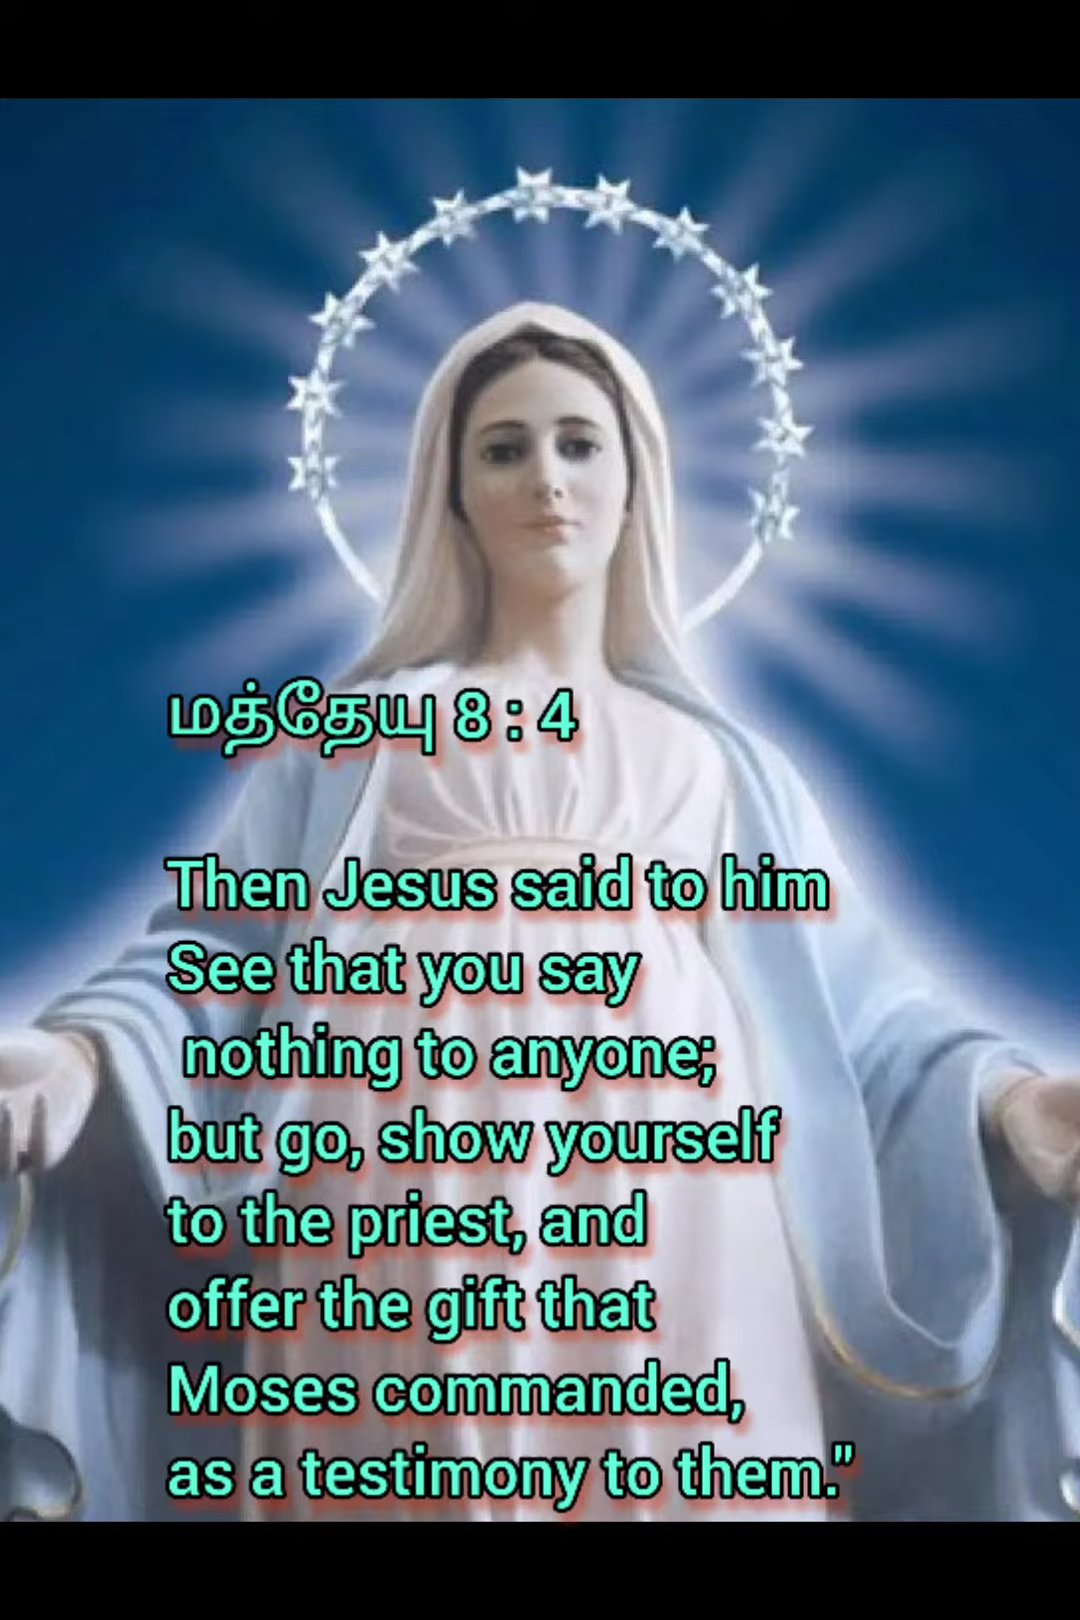 மத்தேயு 8 : 4
Then Jesus said to him
See that you say
nothing to anyone;
but go, show yourself
to the priest, and
offer the gift that
Moses commanded,
as a testimony to them."